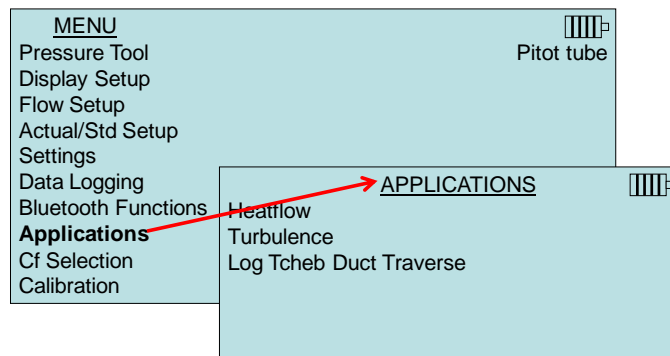 MENU
Pressure Tool
Pitot tube
Display Setup
Flow Setup
Actual/Std Setup
Settings
Data Logging
Bluetooth Functions
Applications
Cf Selection
Calibration
APPLICATIONS
Heatflow
Turbulence
Log Tcheb Duct Traverse